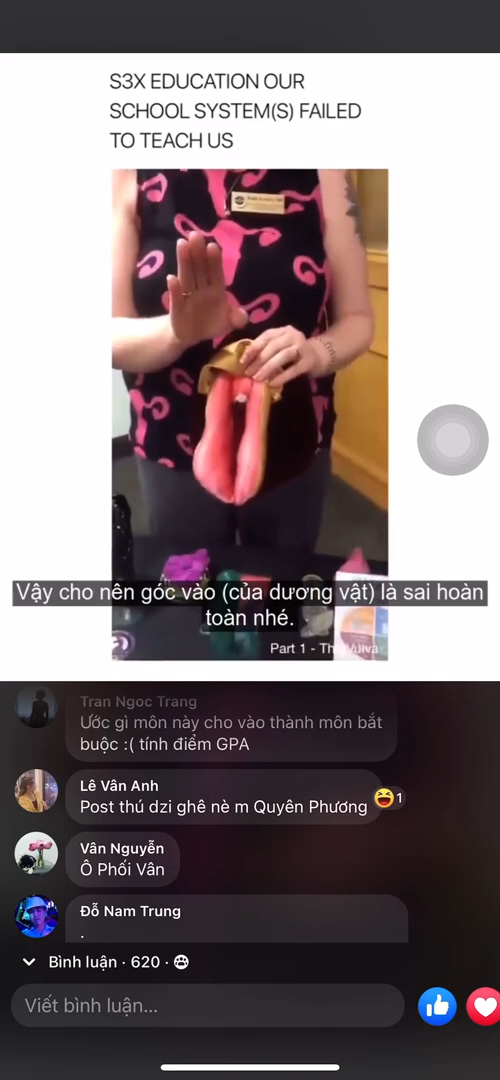 S3X EDUCATION OUR
SCHOOL SYSTEM(S) FAILED
TO TEACH US
Vậy cho nên góc vào (của dương vật) là sai hoàn
toàn nhé.
Part 1 - The Vulva
Tran Ngoc Trang
Ước gì môn này cho vào thành môn bắt
buộc :( tính điểm GPA
Lê Vân Anh
Post thú dzi ghê nè m Quyên Phương
1
Vân Nguyễn
Ô Phối Vân
Đỗ Nam Trung
.
Bình luận · 620 ·
Viết bình luận...